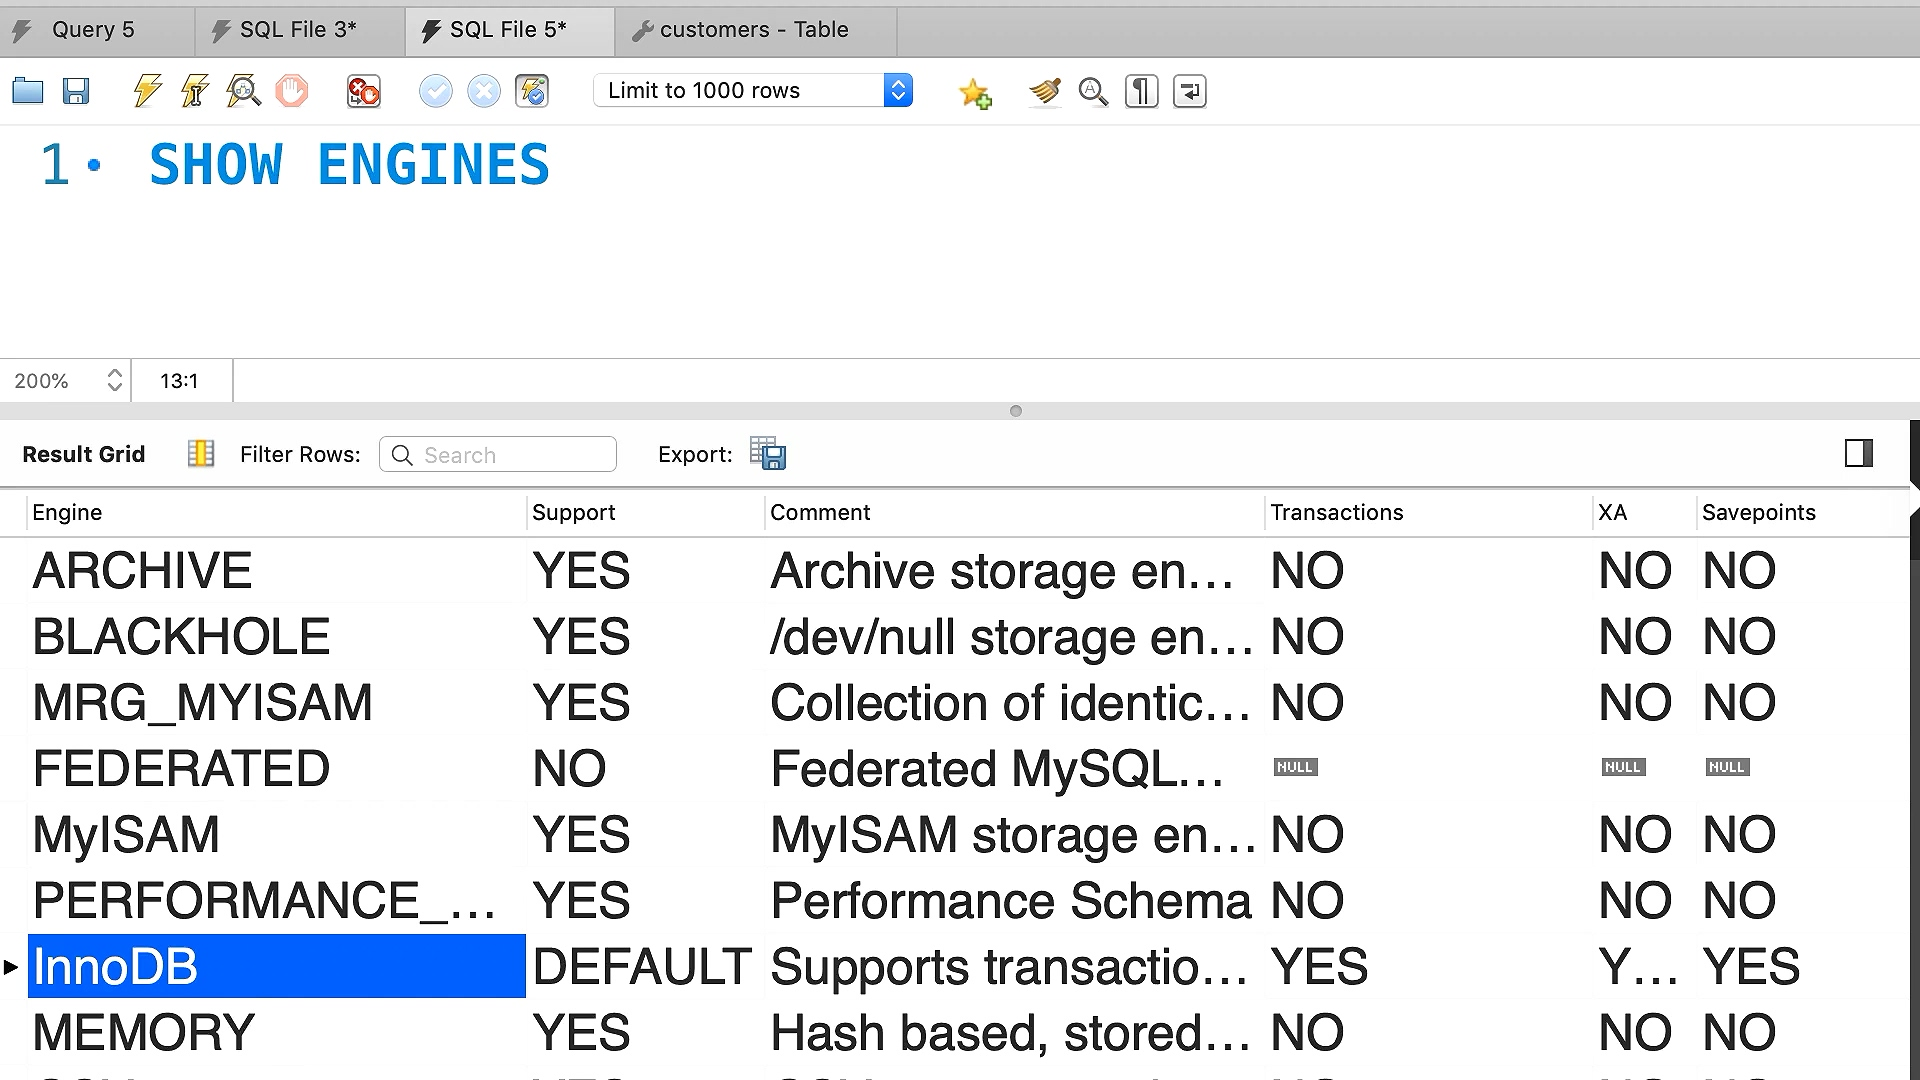 Query 5 SQL File 3* SQL File 5* customers - Table
Limit to 1000 rows
1 SHOW ENGINES
200% 13:1
Result Grid Filter Rows: Search Export:
Engine Support Comment Transactions XA Savepoints
ARCHIVE YES Archive storage en... NO NO NO
BLACKHOLE YES /dev/null storage en... NO NO NO
MRG_MYISAM YES Collection of identic... NO NO NO
FEDERATED NO Federated MySQL... NULL NULL NULL
MyISAM YES MyISAM storage en... NO NO NO
PERFORMANCE_... YES Performance Schema NO NO NO
InnoDB DEFAULT Supports transactio... YES Y... YES
MEMORY YES Hash based, stored... NO NO NO